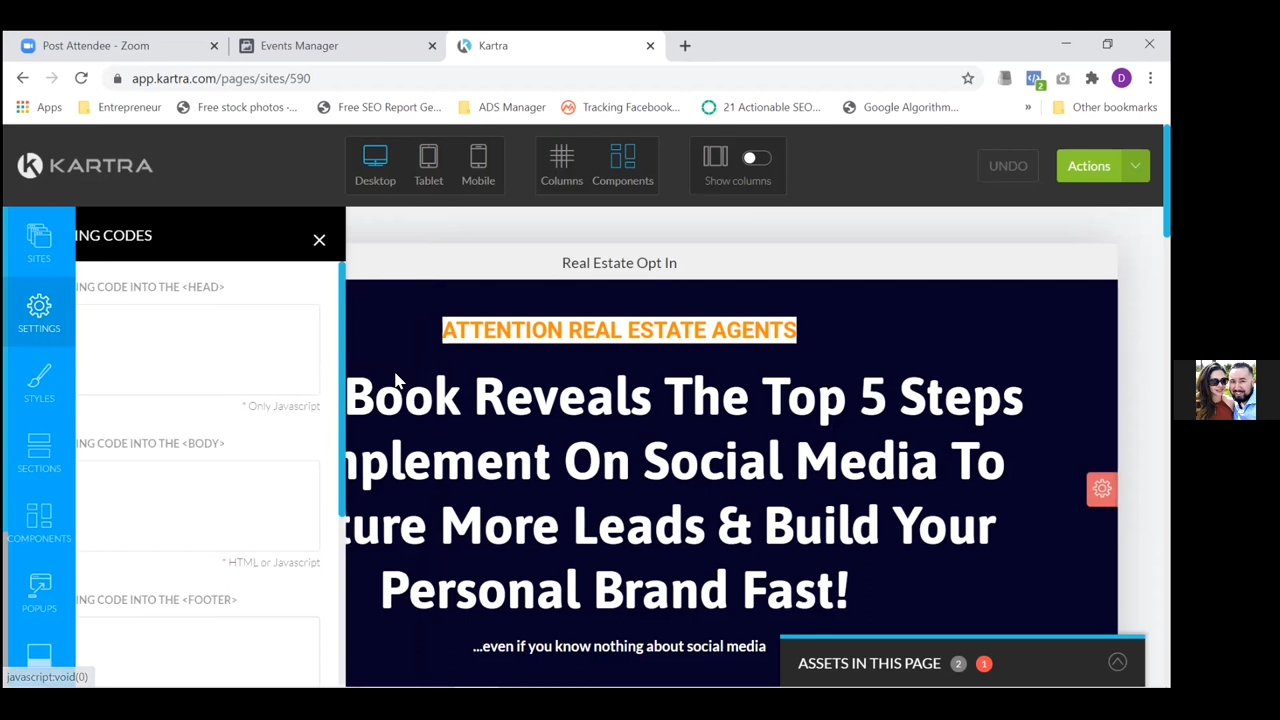 Post Attendee - Zoom
Events Manager
Kartra
app.kartra.com/pages/sites/590
2
D
Apps
Entrepreneur
Free stock photos ·...
Free SEO Report Ge...
ADS Manager
Tracking Facebook...
21 Actionable SEO...
Google Algorithm...
»
Other bookmarks
KARTRA
Desktop
Tablet
Mobile
Columns
Components
Show columns
UNDO
Actions
SITES
SETTINGS
STYLES
SECTIONS
COMPONENTS
POPUPS
ING CODES
ING CODE INTO THE <HEAD>
* Only Javascript
ING CODE INTO THE <BODY>
* HTML or Javascript
ING CODE INTO THE <FOOTER>
Real Estate Opt In
ATTENTION REAL ESTATE AGENTS
Book Reveals The Top 5 Steps
mplement On Social Media To
ture More Leads & Build Your
Personal Brand Fast!
...even if you know nothing about social media
ASSETS IN THIS PAGE 2 1
javascript:void(0)